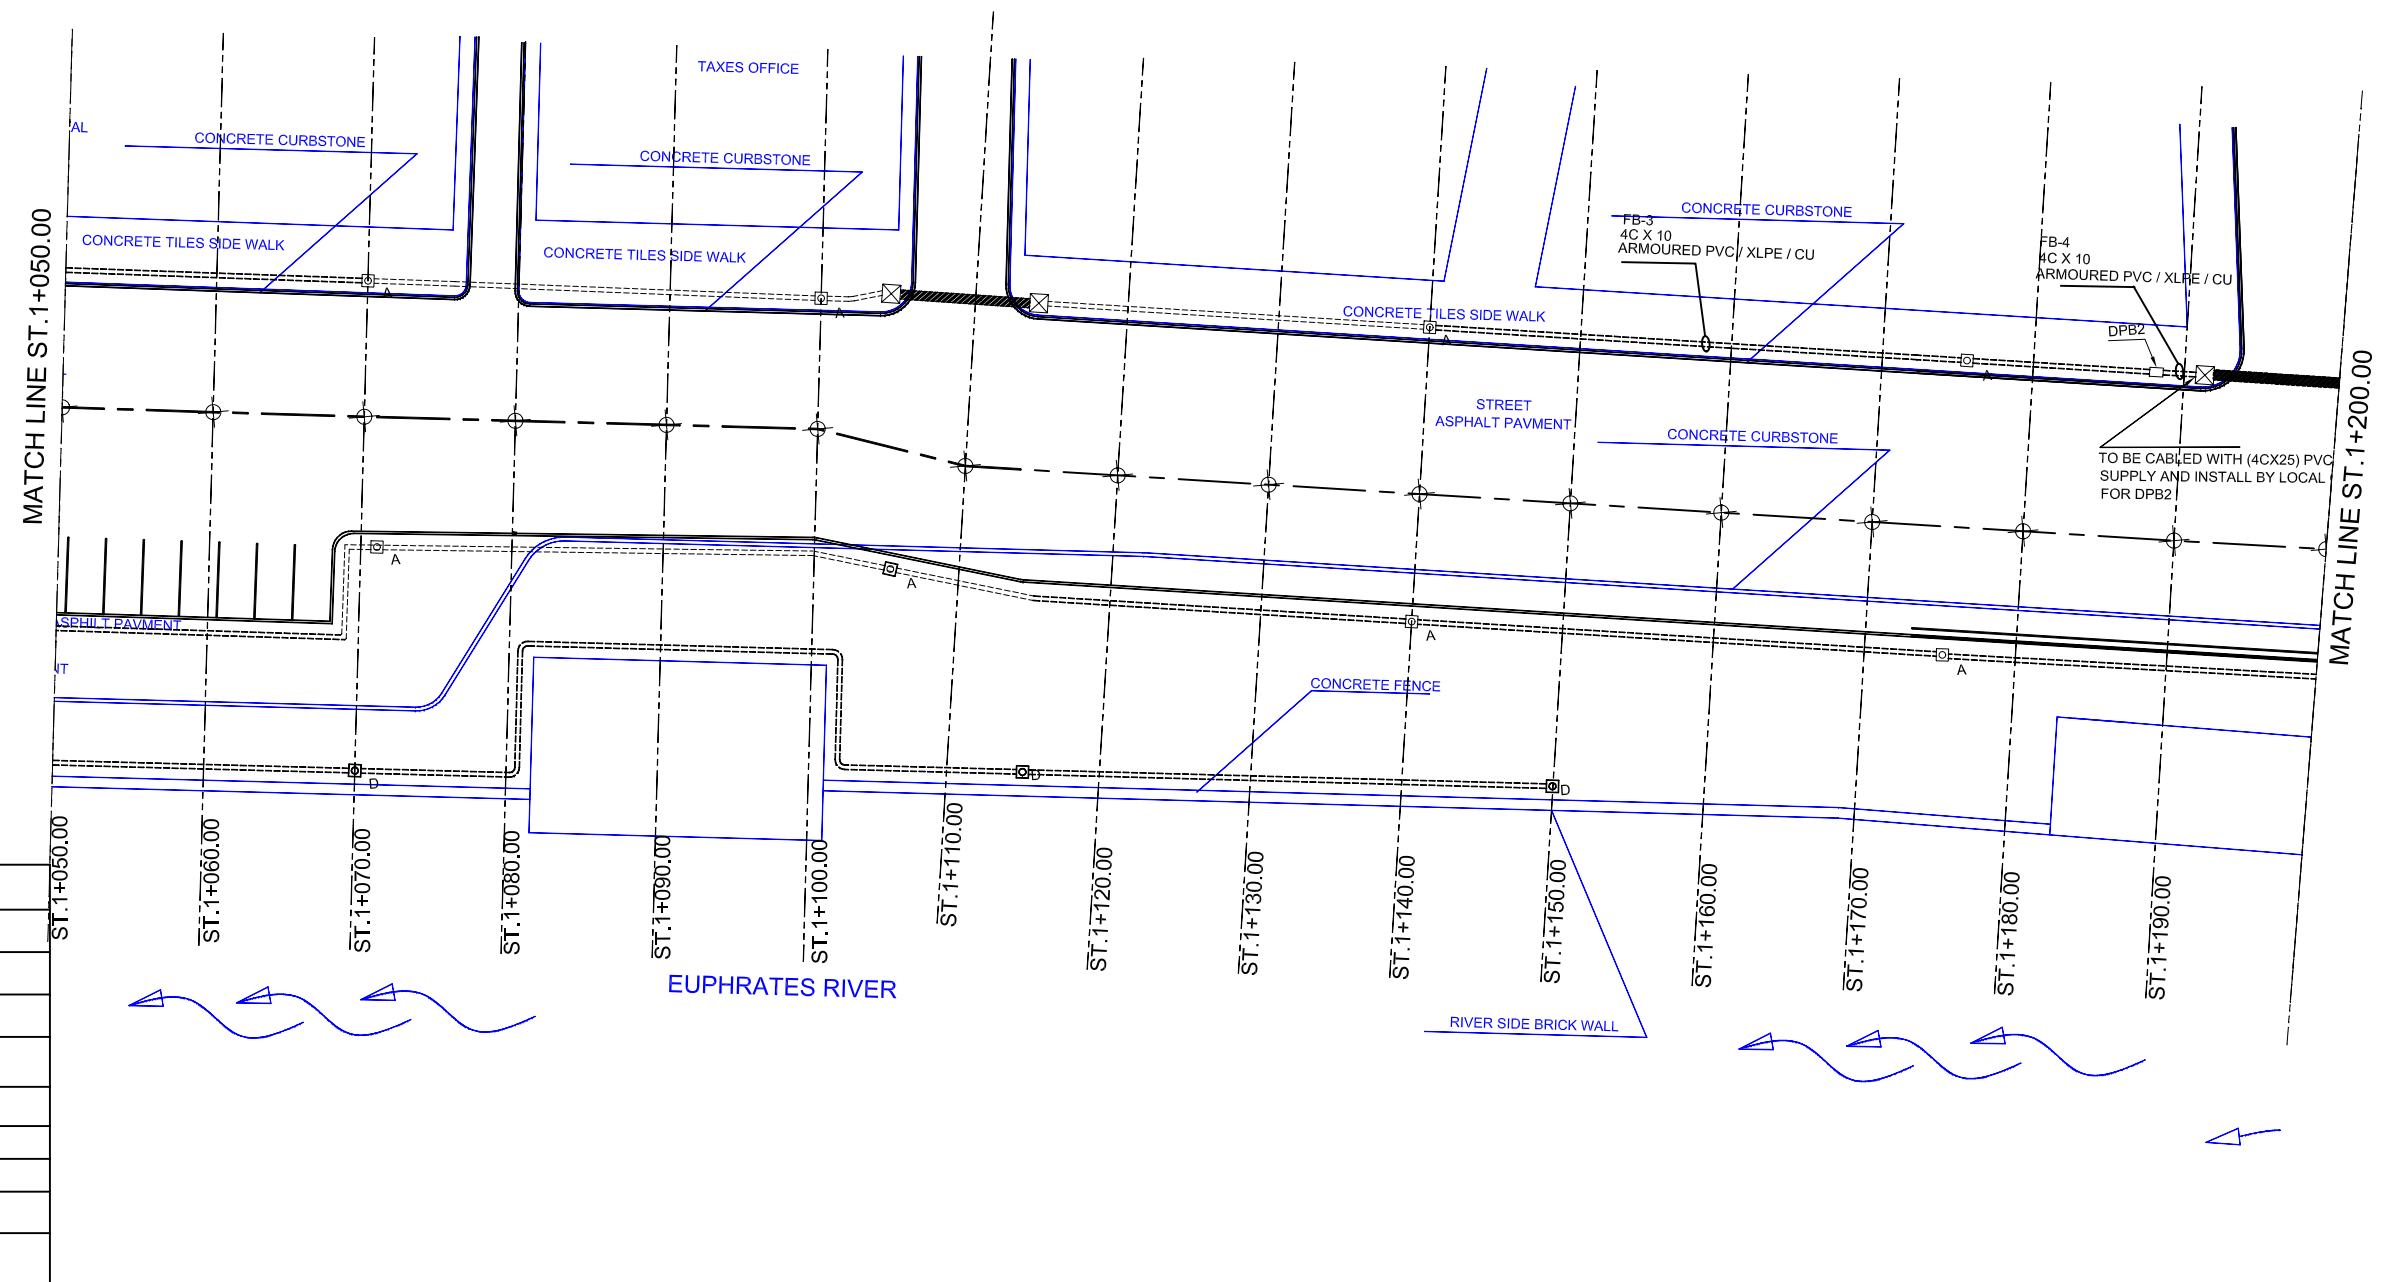 TAXES OFFICE
AL
CONCRETE CURBSTONE
CONCRETE CURBSTONE
CONCRETE CURBSTONE
FB-3
4C X 10
ARMOURED PVC / XLPE / CU
FB-4
4C X 10
ARMOURED PVC / XLPE / CU
CONCRETE TILES SIDE WALK
CONCRETE TILES SIDE WALK
CONCRETE TILES SIDE WALK
DPB2
A
A
A
A
MATCH LINE ST.1+050.00
MATCH LINE ST.1+200.00
STREET
ASPHALT PAVMENT
CONCRETE CURBSTONE
TO BE CABLED WITH (4CX25) PVC
SUPPLY AND INSTALL BY LOCAL
FOR DPB2
A
A
A
A
ASPHILT PAVMENT
NT
CONCRETE FENCE
D
D
D
ST.1+050.00
ST.1+060.00
ST.1+070.00
ST.1+080.00
ST.1+090.00
ST.1+100.00
ST.1+110.00
ST.1+120.00
ST.1+130.00
ST.1+140.00
ST.1+150.00
ST.1+160.00
ST.1+170.00
ST.1+180.00
ST.1+190.00
EUPHRATES RIVER
RIVER SIDE BRICK WALL